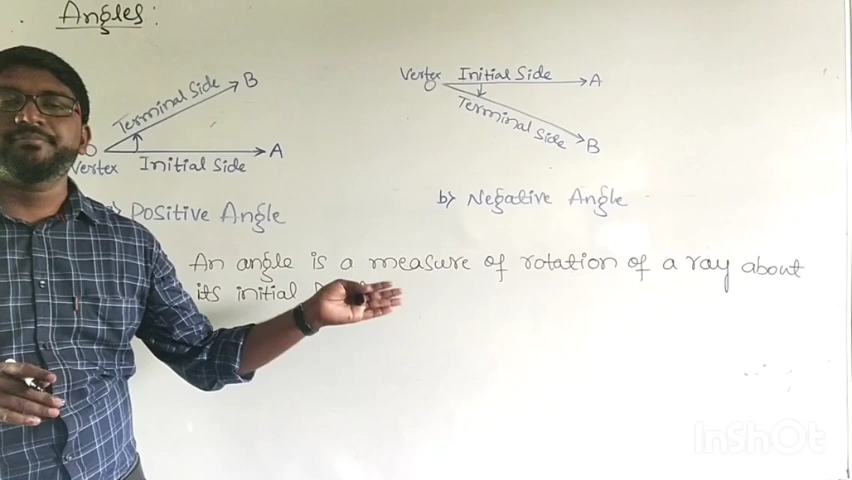 Angles:
Terminal Side B
O Initial Side A
Vertex
Positive Angle
Vertex Initial Side A
O
Terminal Side B
b) Negative Angle
An angle is a measure of rotation of a ray about
its initial
InShOt